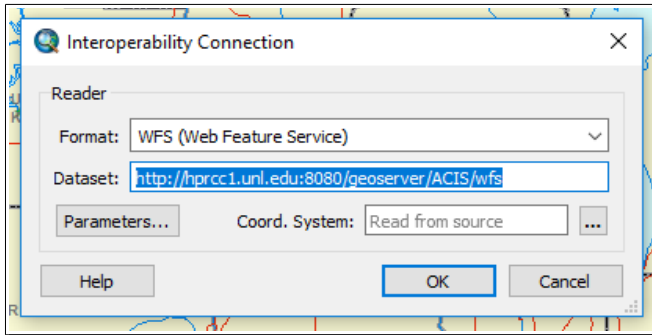 Interoperability Connection
Reader
Format: WFS (Web Feature Service)
Dataset: http://hprcc1.unl.edu:8080/geoserver/ACIS/wfs
Parameters... Coord. System: Read from source ...
Help OK Cancel